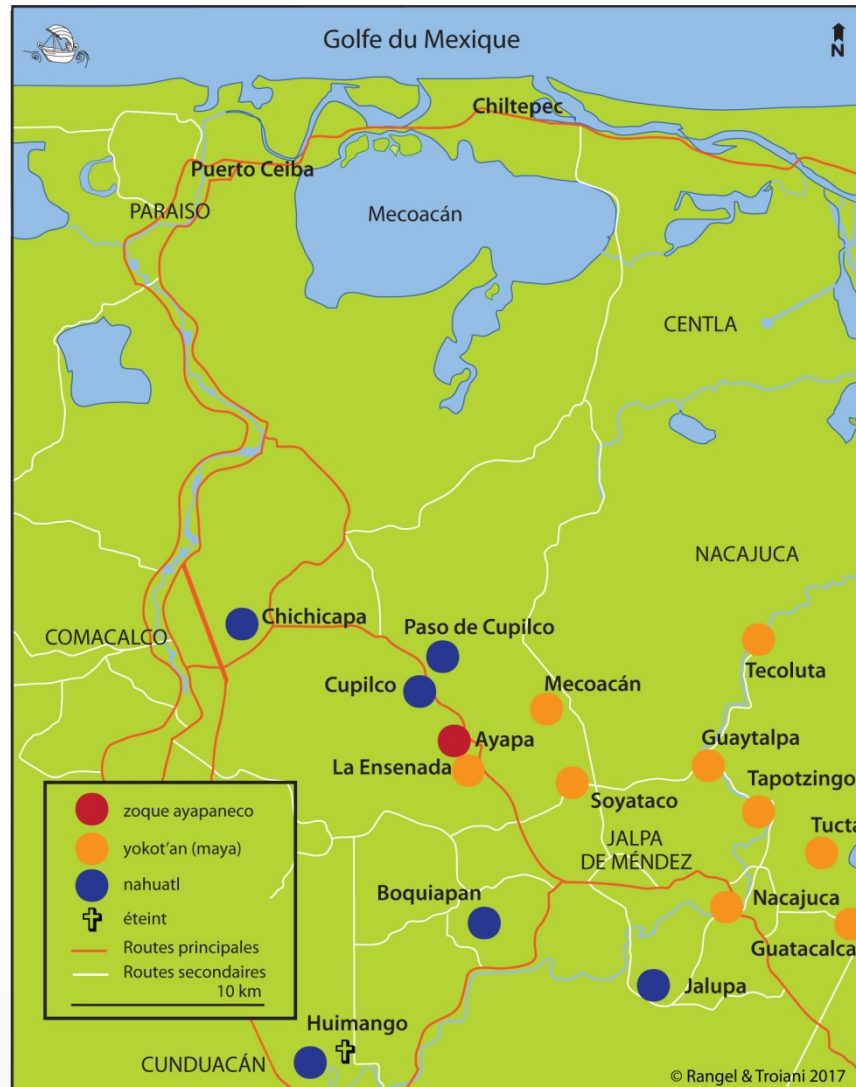 Golfe du Mexique
N
Chiltepec
Puerto Ceiba
PARAISO
Mecoacán
CENTLA
NACAJUCA
Chichicapa
COMACALCO
Paso de Cupilco
Tecoluta
Cupilco
Mecoacán
Ayapa
Guaytalpa
La Ensenada
Tapotzingo
Soyataco
zoque ayapaneco
yokot'an (maya)
nahuatl
éteint
Routes principales
Routes secondaires
10 km
JALPA
DE MÉNDEZ
Tucta
Boquiapan
Nacajuca
Guatacalca
Jalupa
Huimango
CUNDUACÁN
© Rangel & Troiani 2017